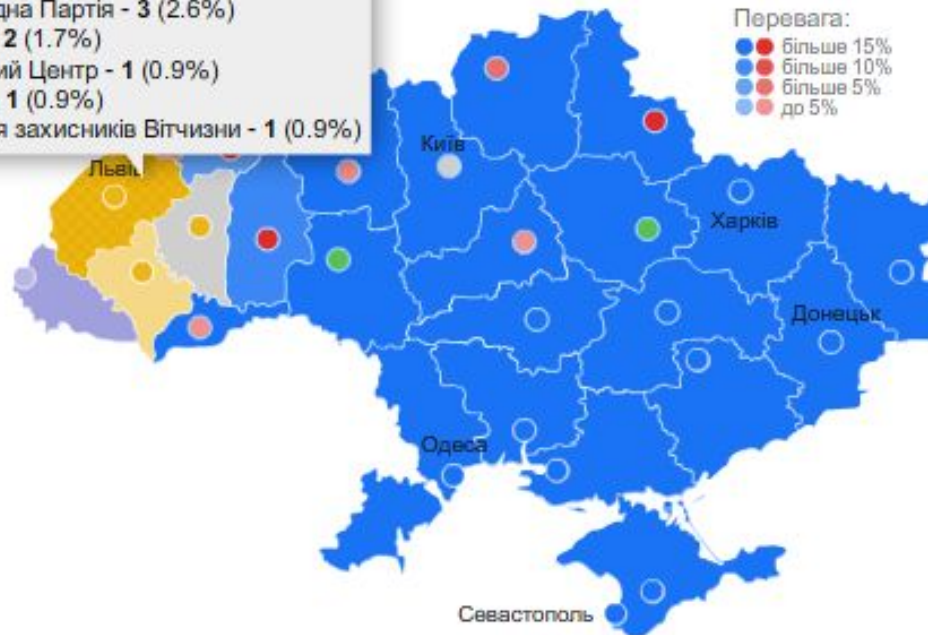 дна Партія - 3 (2.6%)
2 (1.7%)
ий Центр - 1 (0.9%)
1 (0.9%)
я захисників Вітчизни - 1 (0.9%)
Перевага:
більше 15%
більше 10%
більше 5%
до 5%
Київ
Львів
Харків
Донецьк
Одеса
Севастополь